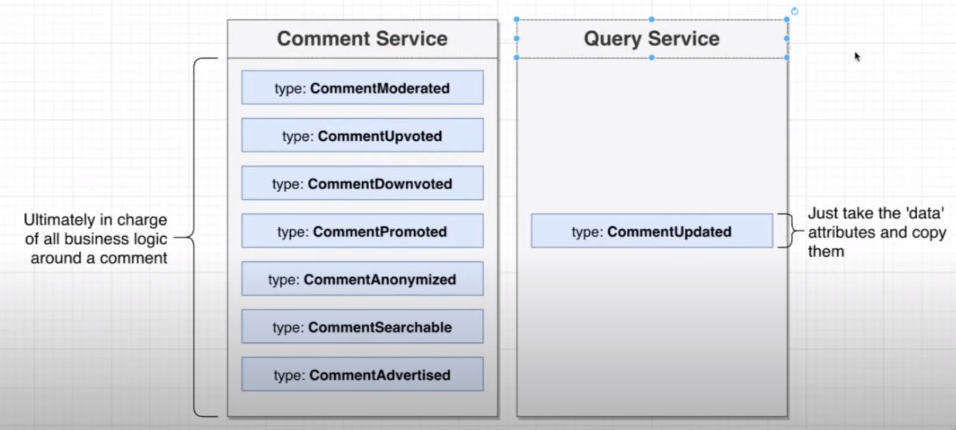 Comment Service
Query Service
type: CommentModerated
type: CommentUpvoted
type: CommentDownvoted
type: CommentPromoted
type: CommentAnonymized
type: CommentSearchable
type: CommentAdvertised
Ultimately in charge
of all business logic
around a comment
type: CommentUpdated
Just take the 'data'
attributes and copy
them